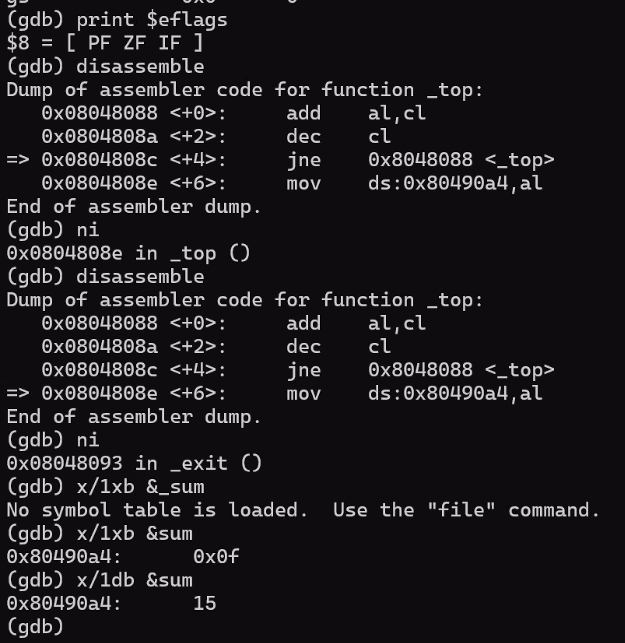 (gdb) print $eflags
$8 = [ PF ZF IF ]
(gdb) disassemble
Dump of assembler code for function _top:
   0x08048088 <+0>:     add    al,cl
   0x0804808a <+2>:     dec    cl
=> 0x0804808c <+4>:     jne    0x8048088 <_top>
   0x0804808e <+6>:     mov    ds:0x80490a4,al
End of assembler dump.
(gdb) ni
0x0804808e in _top ()
(gdb) disassemble
Dump of assembler code for function _top:
   0x08048088 <+0>:     add    al,cl
   0x0804808a <+2>:     dec    cl
   0x0804808c <+4>:     jne    0x8048088 <_top>
=> 0x0804808e <+6>:     mov    ds:0x80490a4,al
End of assembler dump.
(gdb) ni
0x08048093 in _exit ()
(gdb) x/1xb &_sum
No symbol table is loaded.  Use the "file" command.
(gdb) x/1xb &sum
0x80490a4:      0x0f
(gdb) x/1db &sum
0x80490a4:      15
(gdb)